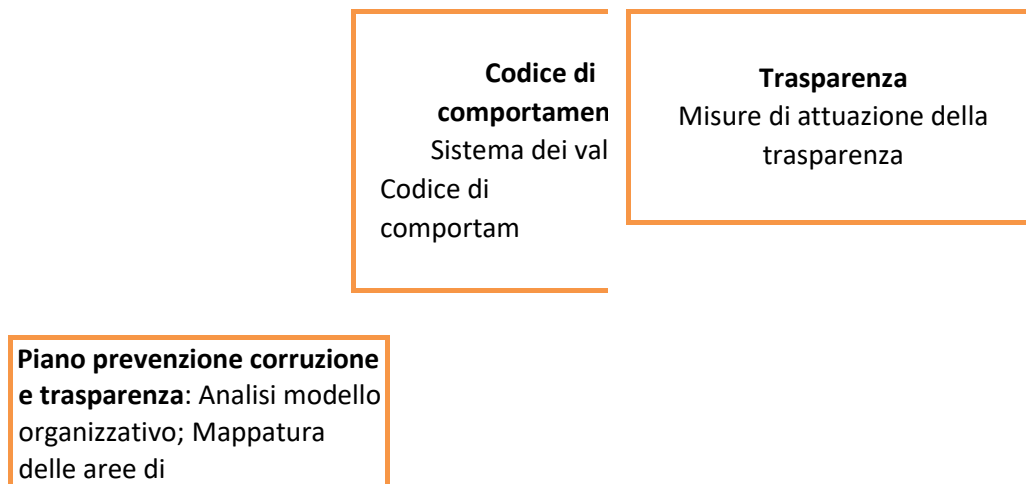 Codice di
comportamen
Sistema dei val
Codice di
comportam
Trasparenza
Misure di attuazione della
trasparenza
Piano prevenzione corruzione
e trasparenza: Analisi modello
organizzativo; Mappatura
delle aree di